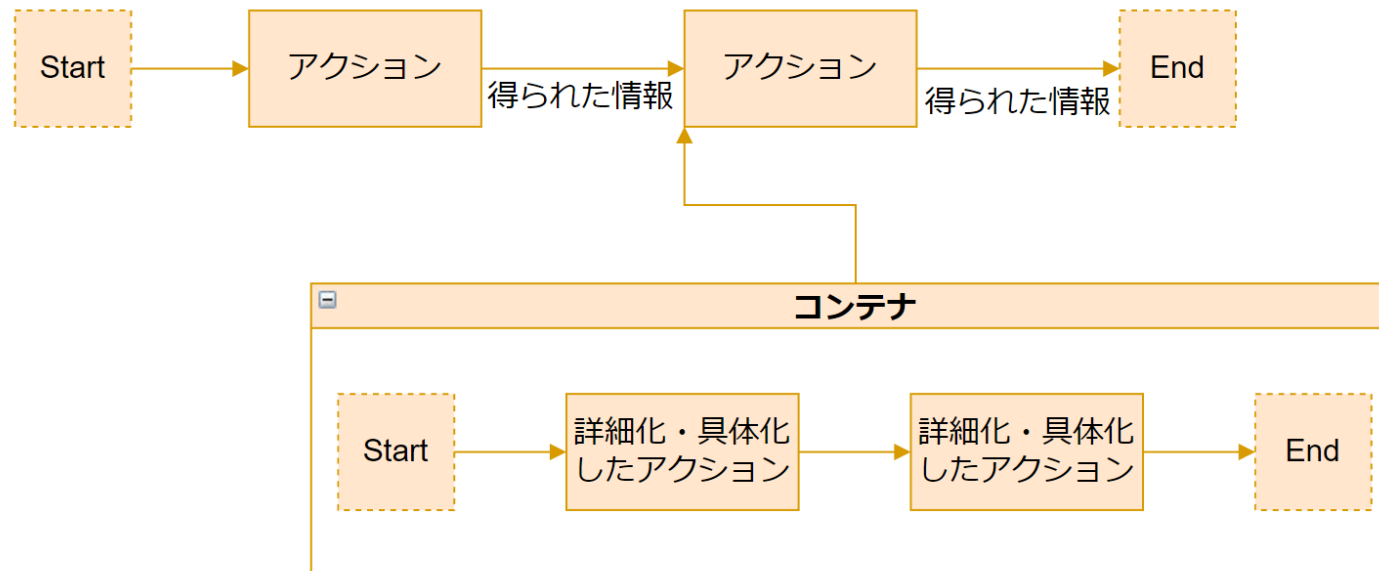 Start
アクション
得られた情報
アクション
得られた情報
End
コンテナ
Start
詳細化・具体化
したアクション
詳細化・具体化
したアクション
End